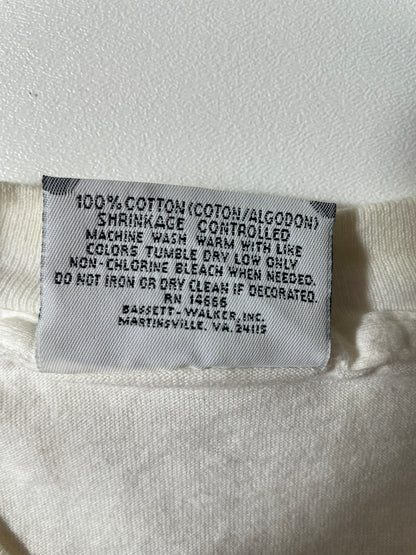 100% COTTON (COTON/ALGODON)
SHRINKAGE CONTROLLED
MACHINE WASH WARM WITH LIKE
COLORS TUMBLE DRY LOW ONLY
NON-CHLORINE BLEACH WHEN NEEDED.
DO NOT IRON OR DRY CLEAN IF DECORATED.
RN 14666
BASSETT-WALKER, INC.
MARTINSVILLE, VA. 24115